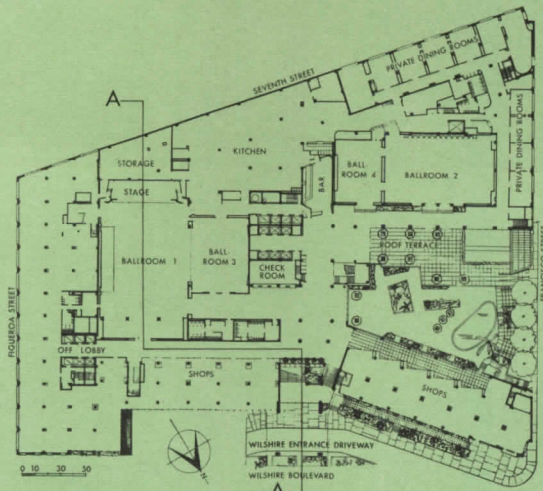 SEVENTH STREET
PRIVATE DINING ROOMS
A
STORAGE
KITCHEN
BAR
BALL-
ROOM 4
BALLROOM 2
PRIVATE DINING ROOMS
STAGE
ROOF TERRACE
BALLROOM 1
BALL-
ROOM 3
CHECK
ROOM
FIGUEROA STREET
OFF LOBBY
SHOPS
SHOPS
WILSHIRE ENTRANCE DRIVEWAY
0 10 30 50
N
WILSHIRE BOULEVARD
A